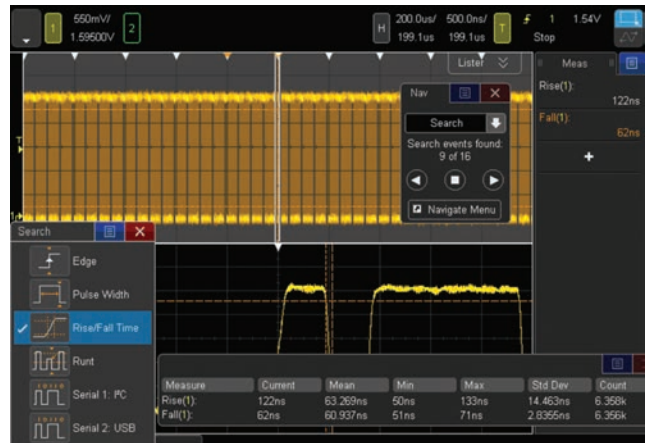 1 550mV/ 2 H 200.0us/ 500.0ns/ T 1 1.54V
1.59500V 199.1us 199.1us Stop
Lister
Meas
Rise(1):
122ns
Fall(1):
62ns
Nav
Search
Search events found:
9 of 16
Navigate Menu
T
1
Search
Edge
Pulse Width
Rise/Fall Time
Runt
Serial 1: I²C
Serial 2: USB
Measure Current Mean Min Max Std Dev Count
Rise(1): 122ns 63.269ns 50ns 133ns 14.463ns 6.358k
Fall(1): 62ns 60.937ns 51ns 71ns 2.8355ns 6.356k